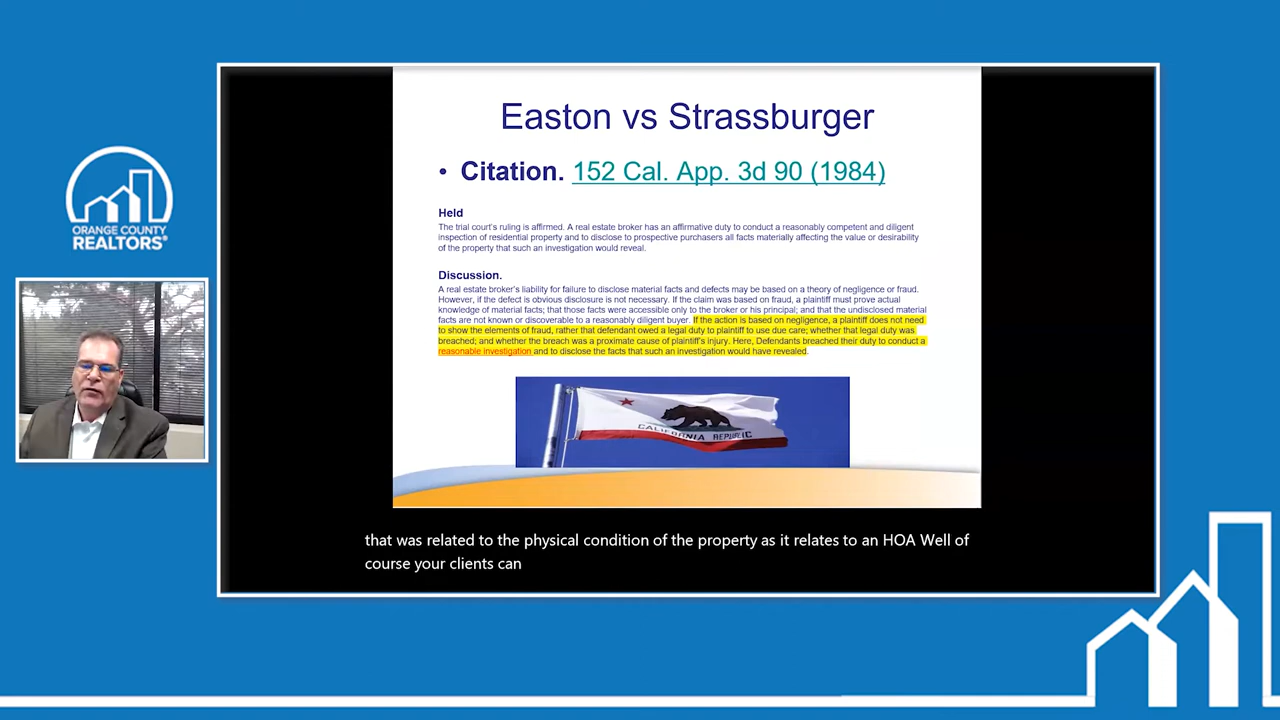 ORANGE COUNTY
REALTORS®
Easton vs Strassburger
• Citation. 152 Cal. App. 3d 90 (1984)
Held
The trial court's ruling is affirmed. A real estate broker has an affirmative duty to conduct a reasonably competent and diligent
inspection of residential property and to disclose to prospective purchasers all facts materially affecting the value or desirability
of the property that such an investigation would reveal.
Discussion.
A real estate broker's liability for failure to disclose material facts and defects may be based on a theory of negligence or fraud.
However, if the defect is obvious disclosure is not necessary. If the claim was based on fraud, a plaintiff must prove actual
knowledge of material facts; that those facts were accessible only to the broker or his principal; and that the undisclosed material
facts are not known or discoverable to a reasonably diligent buyer. If the action is based on negligence, a plaintiff does not need
to show the elements of fraud, rather that defendant owed a legal duty to plaintiff to use due care; whether that legal duty was
breached; and whether the breach was a proximate cause of plaintiff's injury. Here, Defendants breached their duty to conduct a
reasonable investigation and to disclose the facts that such an investigation would have revealed.
CALIFORNIA REPUBLIC
that was related to the physical condition of the property as it relates to an HOA Well of
course your clients can